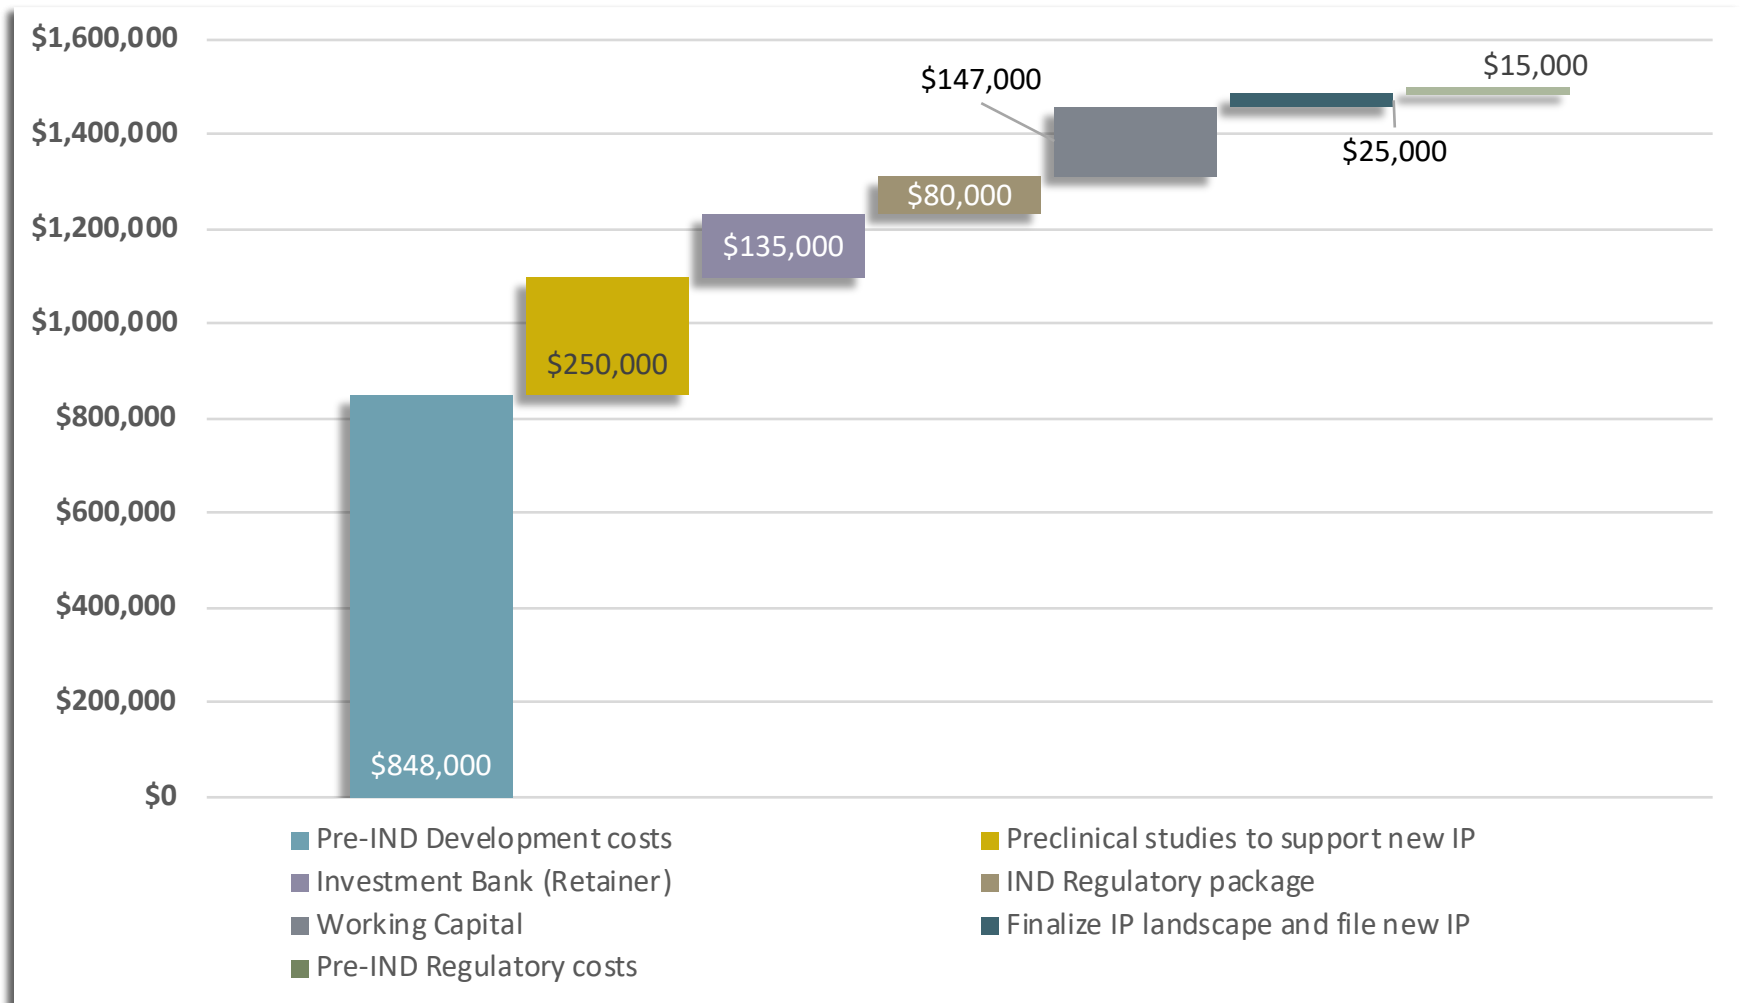 $1,600,000
$1,400,000
$1,200,000
$1,000,000
$800,000
$600,000
$400,000
$200,000
$0
$848,000
$250,000
$135,000
$80,000
$147,000
$25,000
$15,000
Pre-IND Development costs
Preclinical studies to support new IP
Investment Bank (Retainer)
IND Regulatory package
Working Capital
Finalize IP landscape and file new IP
Pre-IND Regulatory costs